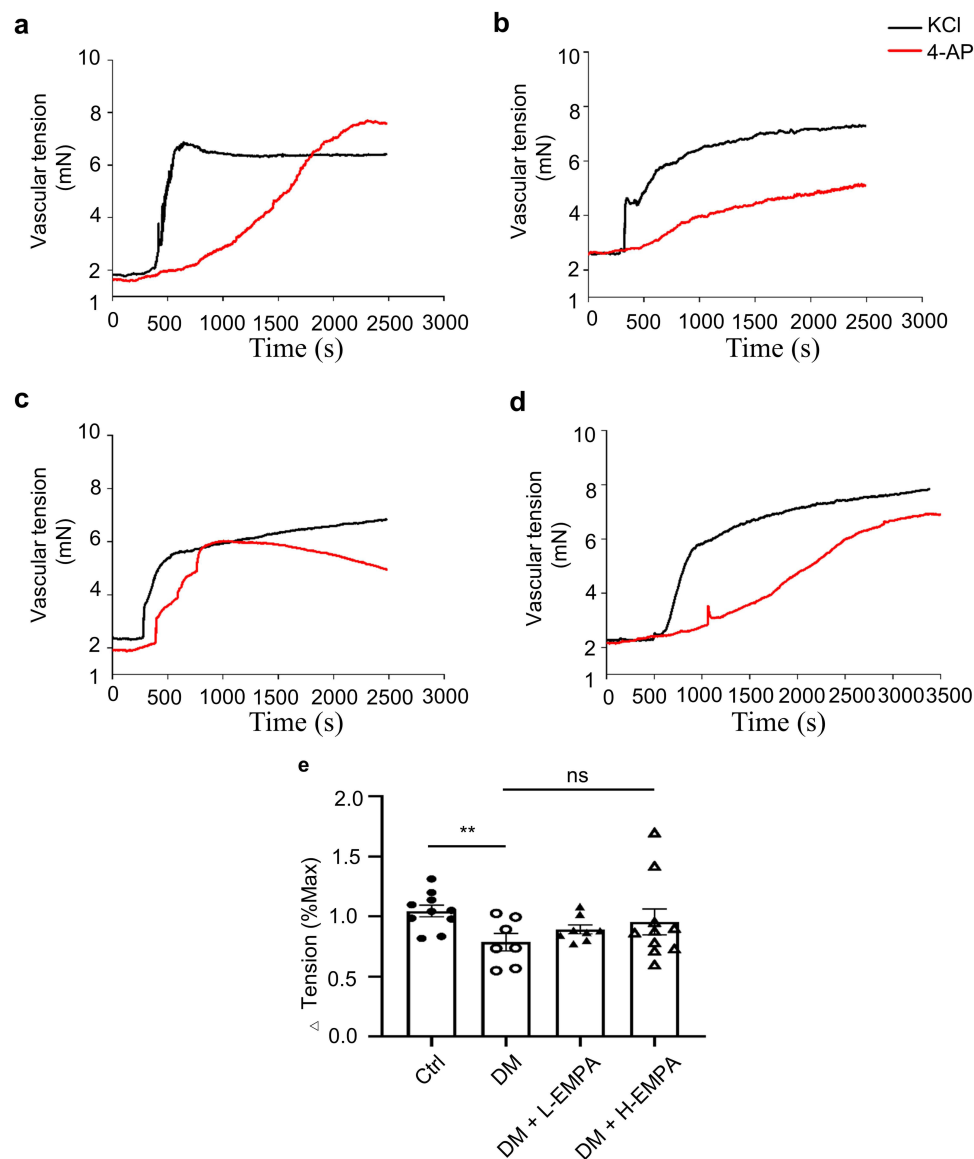 a
b
KCl
4-AP
10
8
6
4
2
1
Vascular tension
(mN)
0 500 1000 1500 2000 2500 3000
Time (s)
10
8
6
4
2
1
Vascular tension
(mN)
0 500 1000 1500 2000 2500 3000
Time (s)
c
d
10
8
6
4
2
1
Vascular tension
(mN)
0 500 1000 1500 2000 2500 3000
Time (s)
10
8
6
4
2
1
Vascular tension
(mN)
0 500 1000 1500 2000 2500 3000 3500
Time (s)
e
ns
**
2.0
1.5
1.0
0.5
0.0
△ Tension (%Max)
Ctrl
DM
DM + L-EMPA
DM + H-EMPA